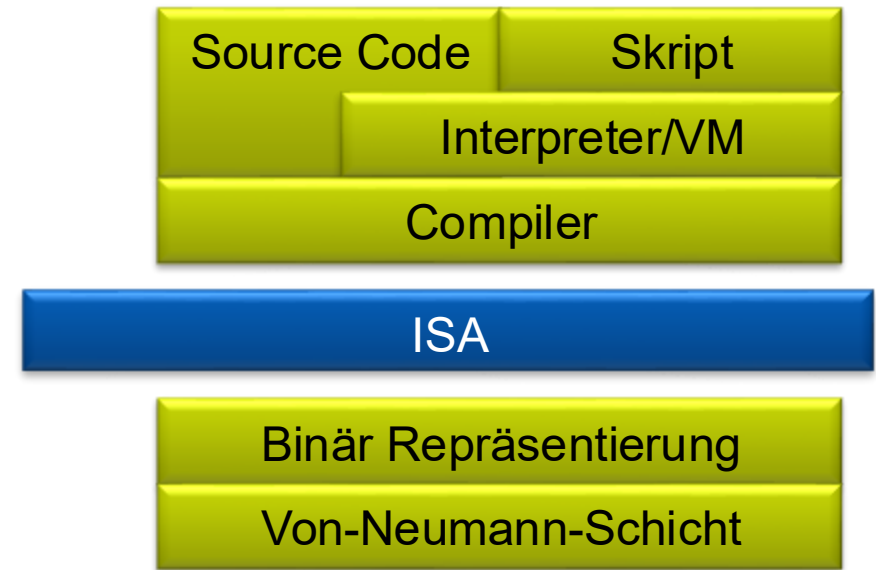 Source Code
Skript
Interpreter/VM
Compiler
ISA
Binär Repräsentierung
Von-Neumann-Schicht